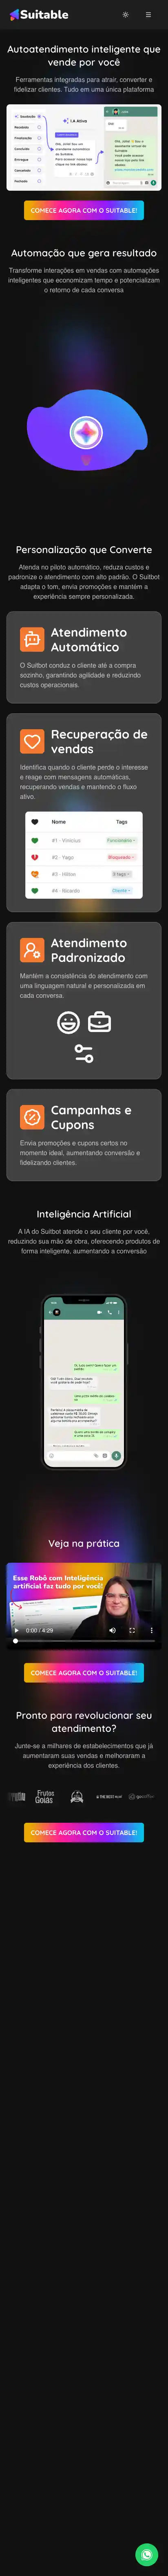 Suitable
Autoatendimento inteligente que
vende por você
Ferramentas integradas para atrair, converter e
fidelizar clientes. Tudo em uma única plataforma
I.A Ativa
COMECE AGORA COM O SUITABLE!
Automação que gera resultado
Transforme interações em vendas com automações
inteligentes que economizam tempo e potencializam
o retorno de cada conversa
Personalização que Converte
Atenda no piloto automático, reduza custos e
padronize o atendimento com alto padrão. O Suitbot
adapta o tom, envia promoções e mantém a
experiência sempre personalizada.
Atendimento
Automático
O Suitbot conduz o cliente até a compra
sozinho, garantindo agilidade e reduzindo
custos operacionais.
Recuperação de
vendas
Identifica quando o cliente perde o interesse
e reage com mensagens automáticas,
recuperando vendas e mantendo o fluxo
ativo.
Nome Tags
#1 - Vinicius Funcionário
#2 - Yago Bloqueado
#3 - Hilton
#4 - Ricardo Cliente
Atendimento
Padronizado
Mantém a consistência do atendimento com
uma linguagem natural e personalizada em
cada conversa.
Campanhas e
Cupons
Envia promoções e cupons certos no
momento ideal, aumentando conversão e
fidelizando clientes.
Inteligência Artificial
A IA do Suitbot atende o seu cliente por você,
reduzindo sua mão de obra, oferecendo produtos de
forma inteligente, aumentando a conversão
Veja na prática
Esse Robô com Inteligência
artificial faz tudo por você!
0:00 / 4:29
COMECE AGORA COM O SUITABLE!
Pronto para revolucionar seu
atendimento?
Junte-se a milhares de estabelecimentos que já
aumentaram suas vendas e melhoraram a
experiência dos clientes.
Frutos
Goiás
THE BEST AÇAÍ
COMECE AGORA COM O SUITABLE!